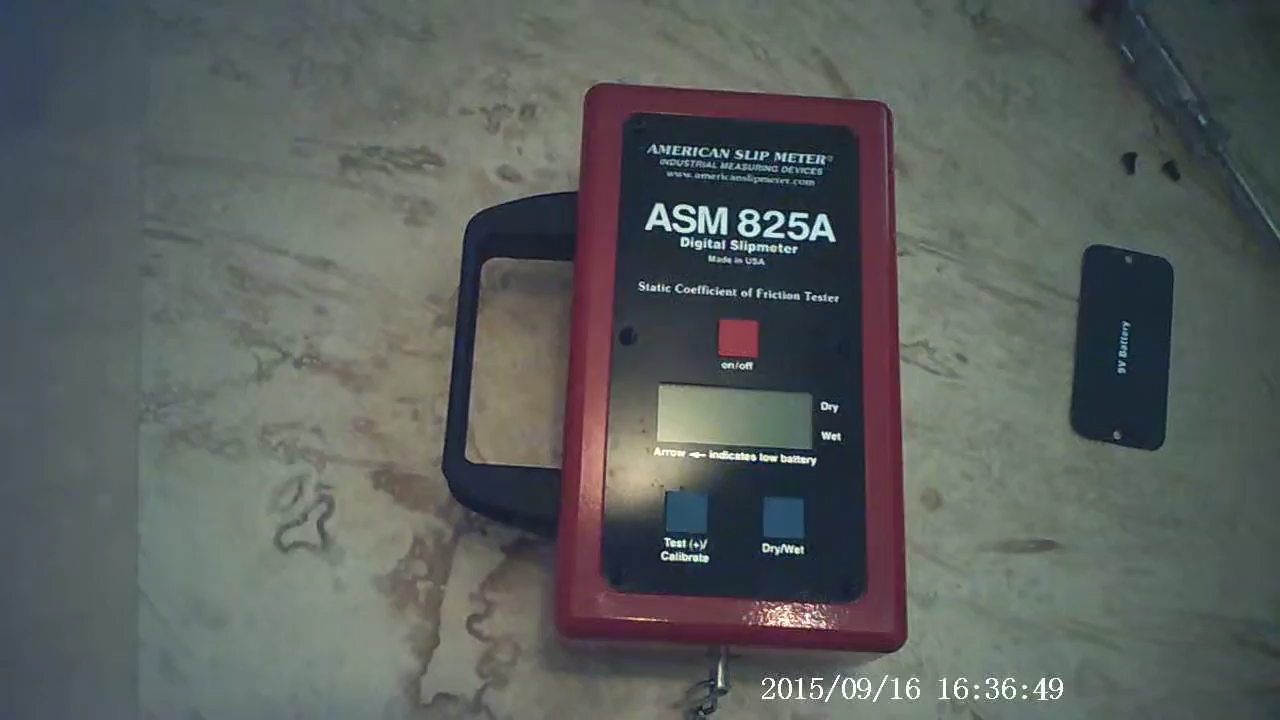 AMERICAN SLIP METER®
INDUSTRIAL MEASURING DEVICES
www.americanslipmeter.com
ASM 825A
Digital Slipmeter
Made in USA
Static Coefficient of Friction Tester
on/off
Dry
Wet
Arrow ← indicates low battery
Test (+)/
Calibrate
Dry/Wet
9V Battery
2015/09/16 16:36:49